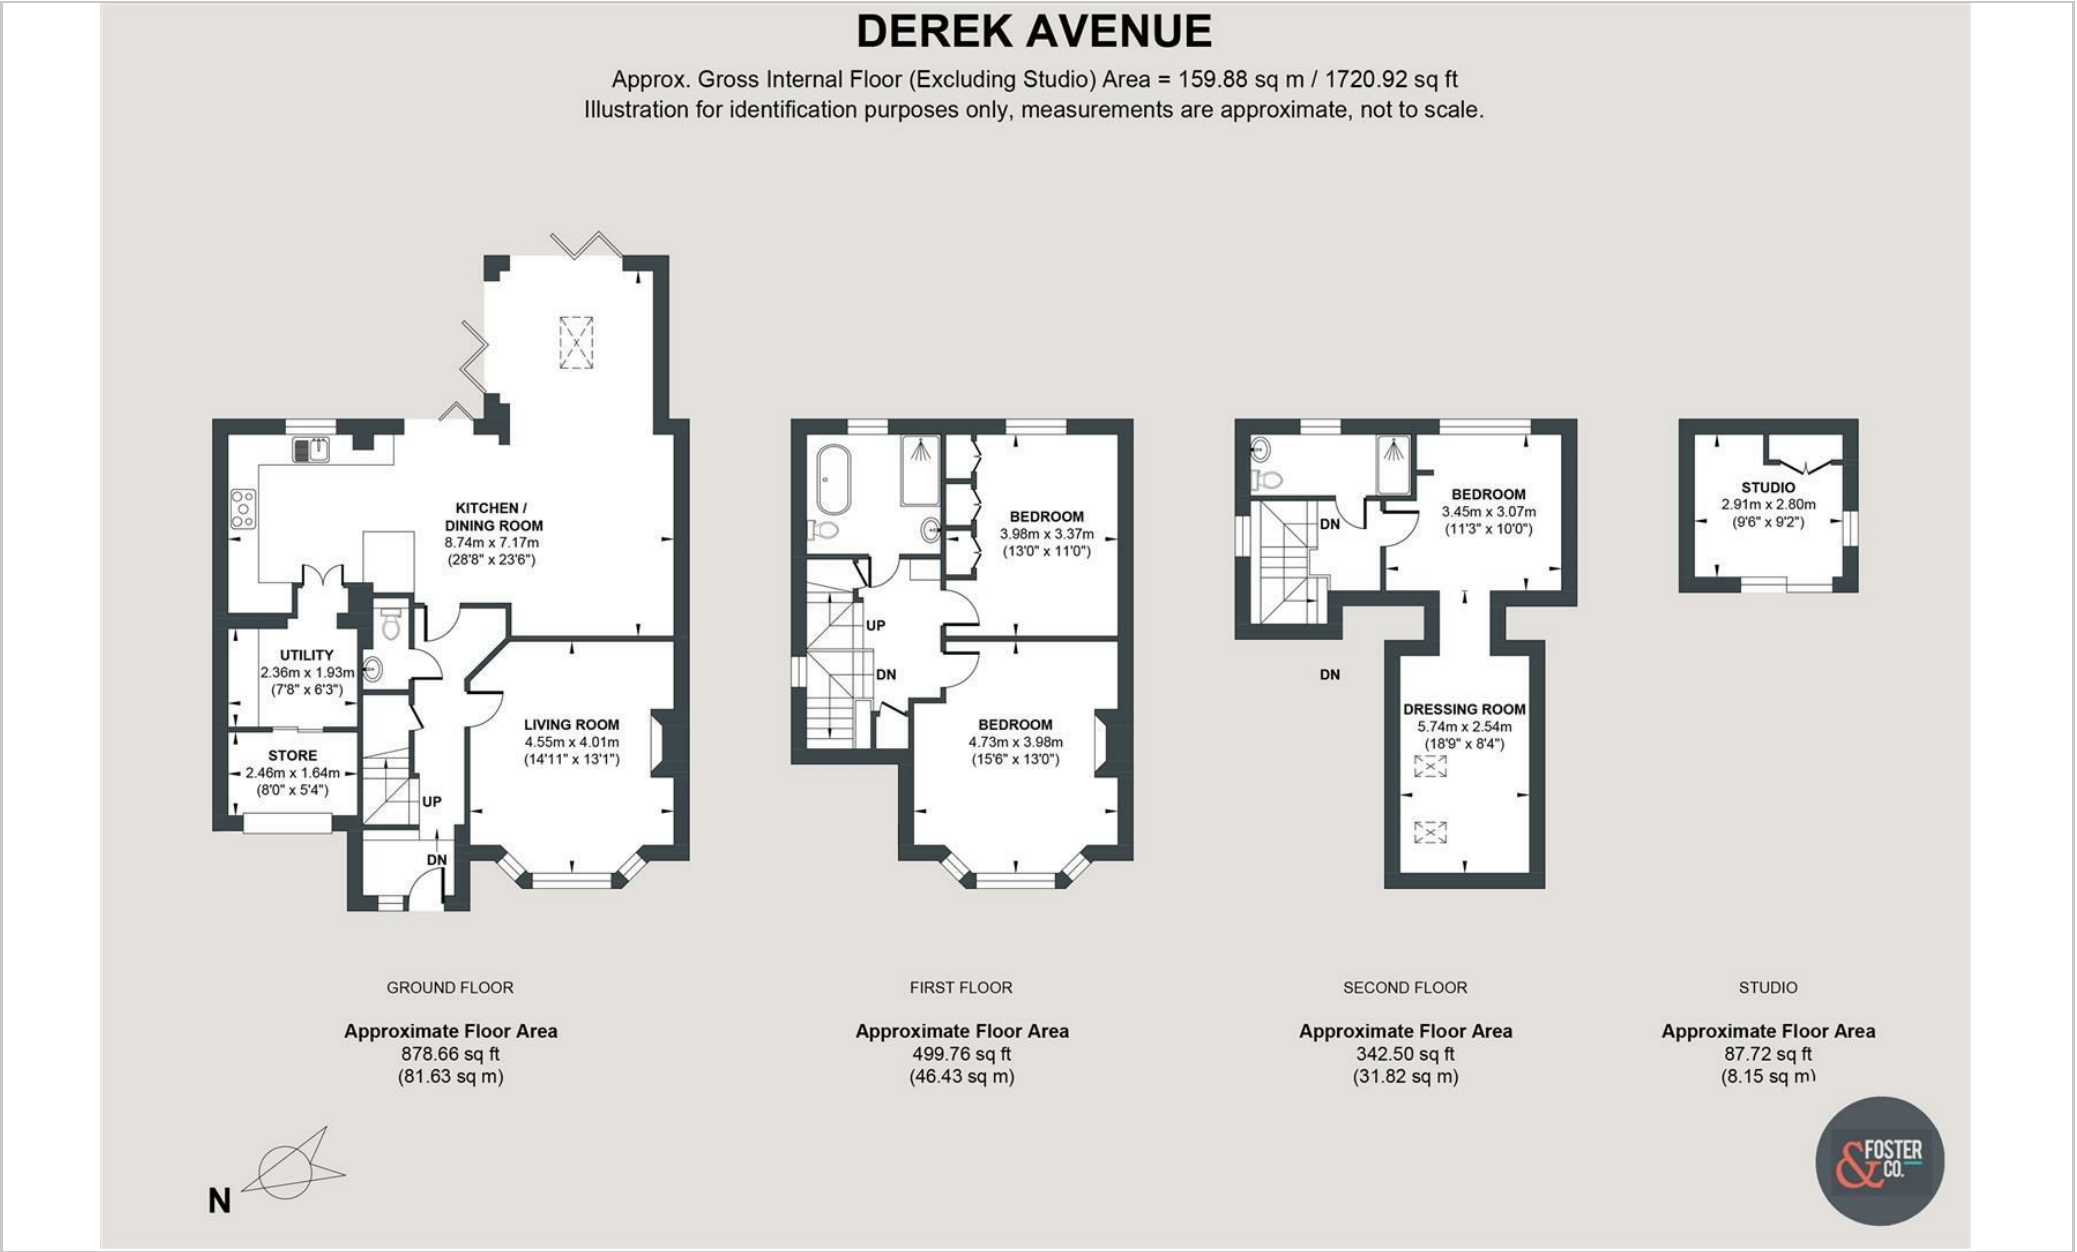 DEREK AVENUE
Approx. Gross Internal Floor (Excluding Studio) Area = 159.88 sq m / 1720.92 sq ft
Illustration for identification purposes only, measurements are approximate, not to scale.
KITCHEN /
DINING ROOM
8.74m x 7.17m
(28'8" x 23'6")
UTILITY
2.36m x 1.93m
(7'8" x 6'3")
STORE
2.46m x 1.64m
(8'0" x 5'4")
LIVING ROOM
4.55m x 4.01m
(14'11" x 13'1")
UP
DN
GROUND FLOOR
Approximate Floor Area
878.66 sq ft
(81.63 sq m)
BEDROOM
3.98m x 3.37m
(13'0" x 11'0")
UP
DN
BEDROOM
4.73m x 3.98m
(15'6" x 13'0")
FIRST FLOOR
Approximate Floor Area
499.76 sq ft
(46.43 sq m)
BEDROOM
3.45m x 3.07m
(11'3" x 10'0")
DN
DN
DRESSING ROOM
5.74m x 2.54m
(18'9" x 8'4")
SECOND FLOOR
Approximate Floor Area
342.50 sq ft
(31.82 sq m)
STUDIO
2.91m x 2.80m
(9'6" x 9'2")
STUDIO
Approximate Floor Area
87.72 sq ft
(8.15 sq m)
N
&FOSTER
CO.